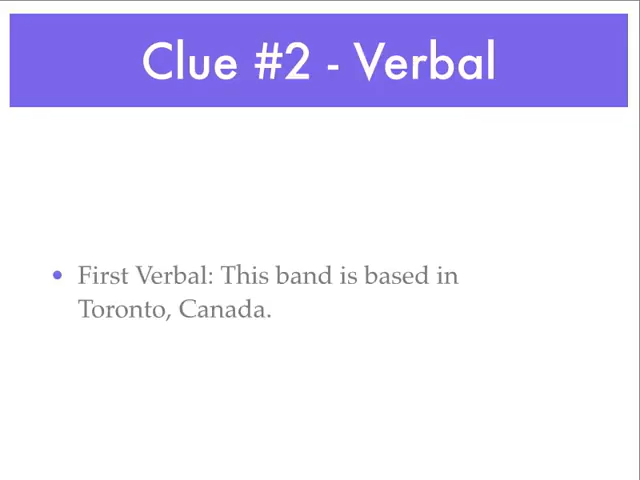 Clue #2 - Verbal
• First Verbal: This band is based in
Toronto, Canada.